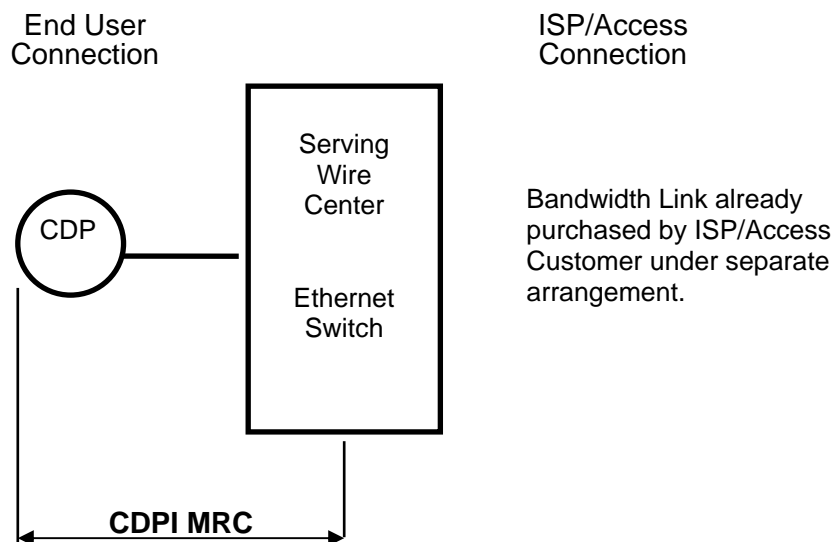 End User
Connection
ISP/Access
Connection
Serving
Wire
Center
CDP
Ethernet
Switch
Bandwidth Link already
purchased by ISP/Access
Customer under separate
arrangement.
CDPI MRC